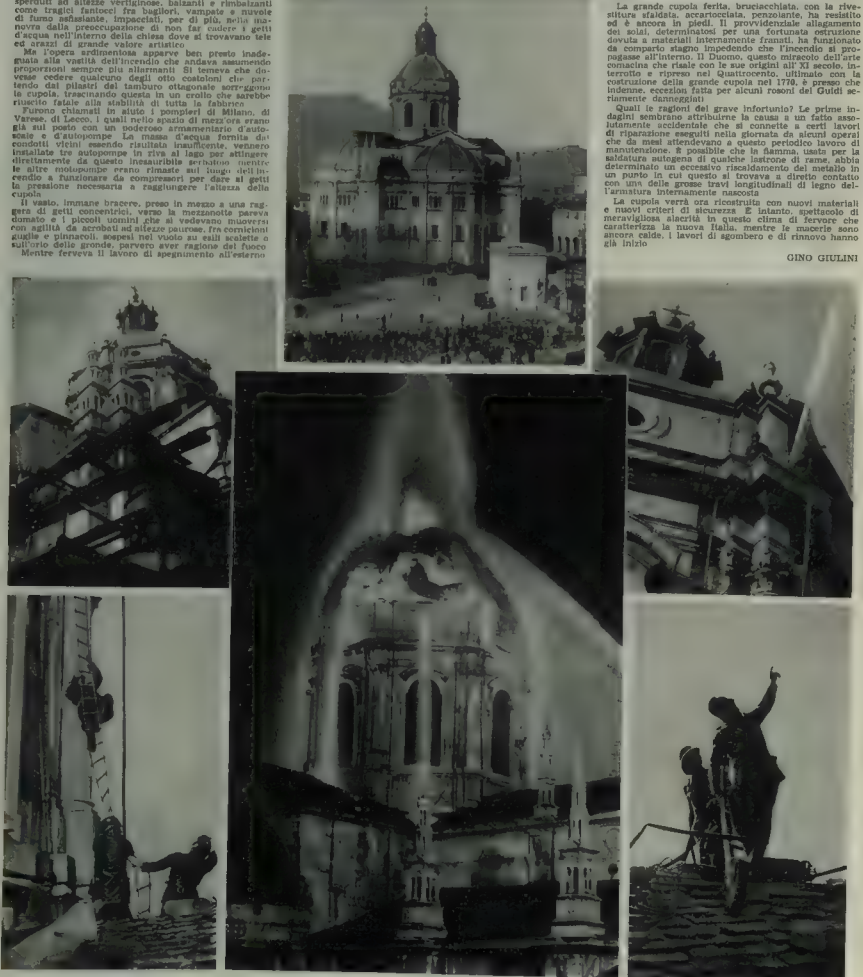 sperduti ad altezze vertiginose, balzanti e rimbalzanti
come tragici fantocci fra bagliori, vampate e nuvole
di fumo asfissiante, impacciati, per di più, nella ma-
novra dalla preoccupazione di non far cadere i getti
d'acqua nell'interno della chiesa dove si trovavano tele
ed arazzi di grande valore artistico
Ma l'opera ardimentosa apparve ben presto inade-
guata alla vastità dell'incendio che andava assumendo
proporzioni sempre più allarmanti Si temeva che do-
vesse cedere qualcuno degli otto costoloni che par-
tendo dai pilastri del tamburo ottagonale sorreggono
la cupola, trascinando questa in un crollo che sarebbe
riuscito fatale alla stabilità di tutta la fabbrica
Furono chiamati in aiuto i pompieri di Milano, di
Varese, di Lecco, i quali nello spazio di mezz'ora erano
già sul posto con un poderoso armamentario d'auto-
scale e d'autopompe La massa d'acqua fornita dai
condotti vicini essendo risultata insufficente, vennero
installate tre autopompe in riva al lago per attingere
direttamente da questo inesauribile serbatoio mentre
le altre motopompe erano rimaste sul luogo dell'in-
cendio a funzionare da compressori per dare ai getti
la pressione necessaria a raggiungere l'altezza della
cupola
Il vasto, immane bracere, preso in mezzo a una rag-
gera di getti concentrici, verso la mezzanotte pareva
domato e i piccoli uomini che si vedevano muoversi
con agilità da acrobati ad altezze paurose, fra cornicioni
guglie e pinnacoli, sospesi nel vuoto su esili scalette o
sull'orlo delle gronde, parvero aver ragione del fuoco
Mentre ferveva il lavoro di spegnimento all'esterno
La grande cupola ferita, bruciacchiata, con la rive-
stitura sfaldata, accartocciata, penzolante, ha resistito
ed è ancora in piedi. Il provvidenziale allagamento
dei solai, determinatosi per una fortunata ostruzione
dovuta a materiali internamente franati, ha funzionato
da comparto stagno impedendo che l'incendio si pro-
pagasse all'interno. Il Duomo, questo miracolo dell'arte
comacina che risale con le sue origini all' XI secolo, in-
terrotto e ripreso nel Quattrocento, ultimato con la
costruzione della grande cupola nel 1770, è presso che
indenne, eccezion fatta per alcuni rosoni del Guidi se-
riamente danneggiati
Quali le ragioni del grave infortunio? Le prime in-
dagini sembrano attribuirne la causa a un fatto asso-
lutamente accidentale che si connette a certi lavori
di riparazione eseguiti nella giornata da alcuni operai
che da mesi attendevano a questo periodico lavoro di
manutenzione. È possibile che la fiamma, usata per la
saldatura autogena di qualche lastrone di rame, abbia
determinato un eccessivo riscaldamento del metallo in
un punto in cui questo si trovava a diretto contatto
con una delle grosse travi longitudinali di legno del-
l'armatura internamente nascosta
La cupola verrà ora ricostruita con nuovi materiali
e nuovi criteri di sicurezza E intanto, spettacolo di
meravigliosa alacrità in questo clima di fervore che
caratterizza la nuova Italia, mentre le macerie sono
ancora calde, i lavori di sgombero e di rinnovo hanno
già inizio
GINO GIULINI